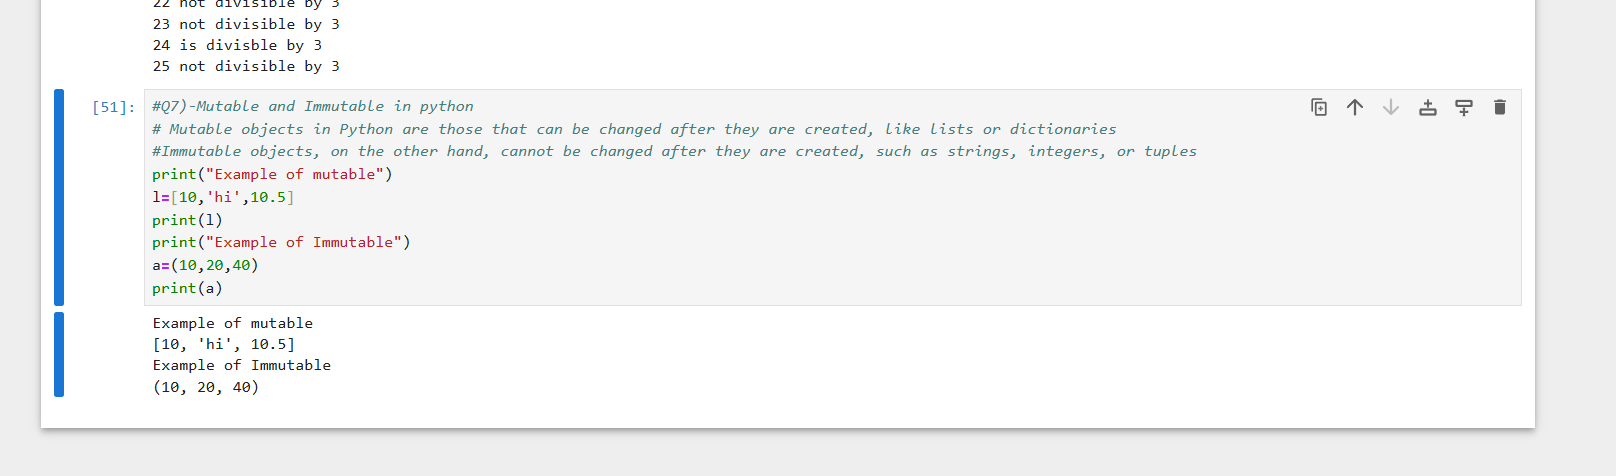 22 not divisible by 3
23 not divisible by 3
24 is divisble by 3
25 not divisible by 3
[51]:
#Q7)-Mutable and Immutable in python
# Mutable objects in Python are those that can be changed after they are created, like lists or dictionaries
#Immutable objects, on the other hand, cannot be changed after they are created, such as strings, integers, or tuples
print("Example of mutable")
l=[10,'hi',10.5]
print(l)
print("Example of Immutable")
a=(10,20,40)
print(a)
Example of mutable
[10, 'hi', 10.5]
Example of Immutable
(10, 20, 40)